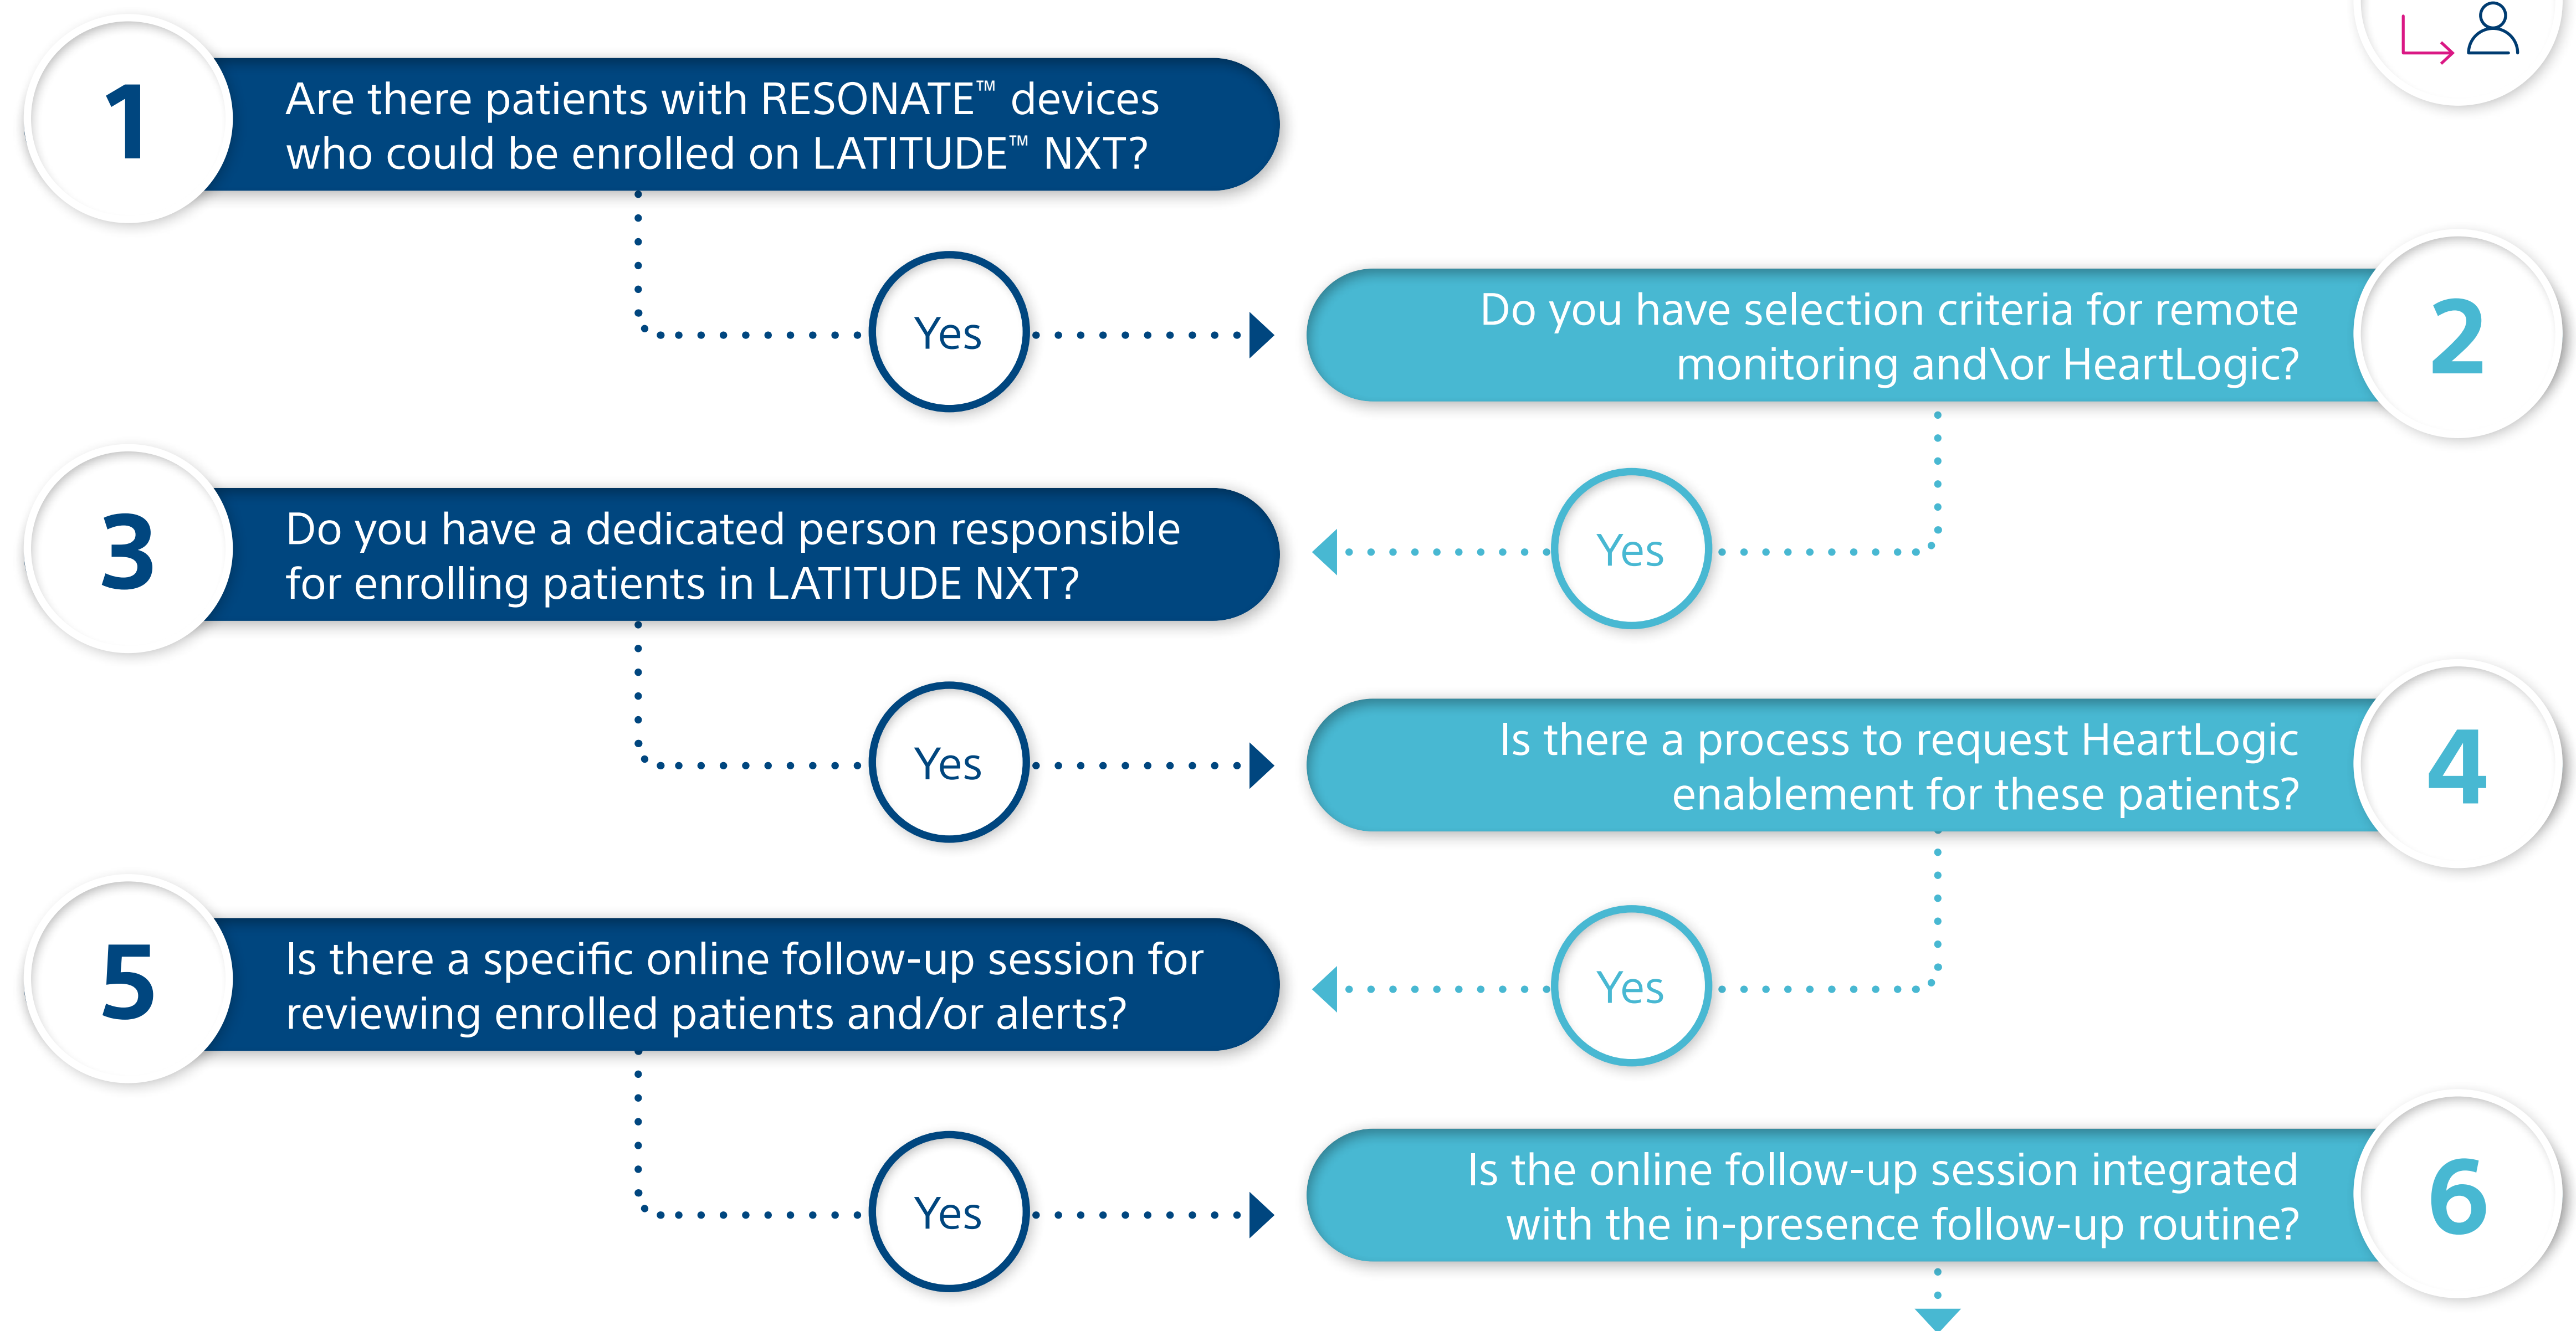 1
Are there patients with RESONATE™ devices
who could be enrolled on LATITUDE™ NXT?
Yes
2
Do you have selection criteria for remote
monitoring and\or HeartLogic?
Yes
3
Do you have a dedicated person responsible
for enrolling patients in LATITUDE NXT?
Yes
4
Is there a process to request HeartLogic
enablement for these patients?
Yes
5
Is there a specific online follow-up session for
reviewing enrolled patients and/or alerts?
Yes
6
Is the online follow-up session integrated
with the in-presence follow-up routine?